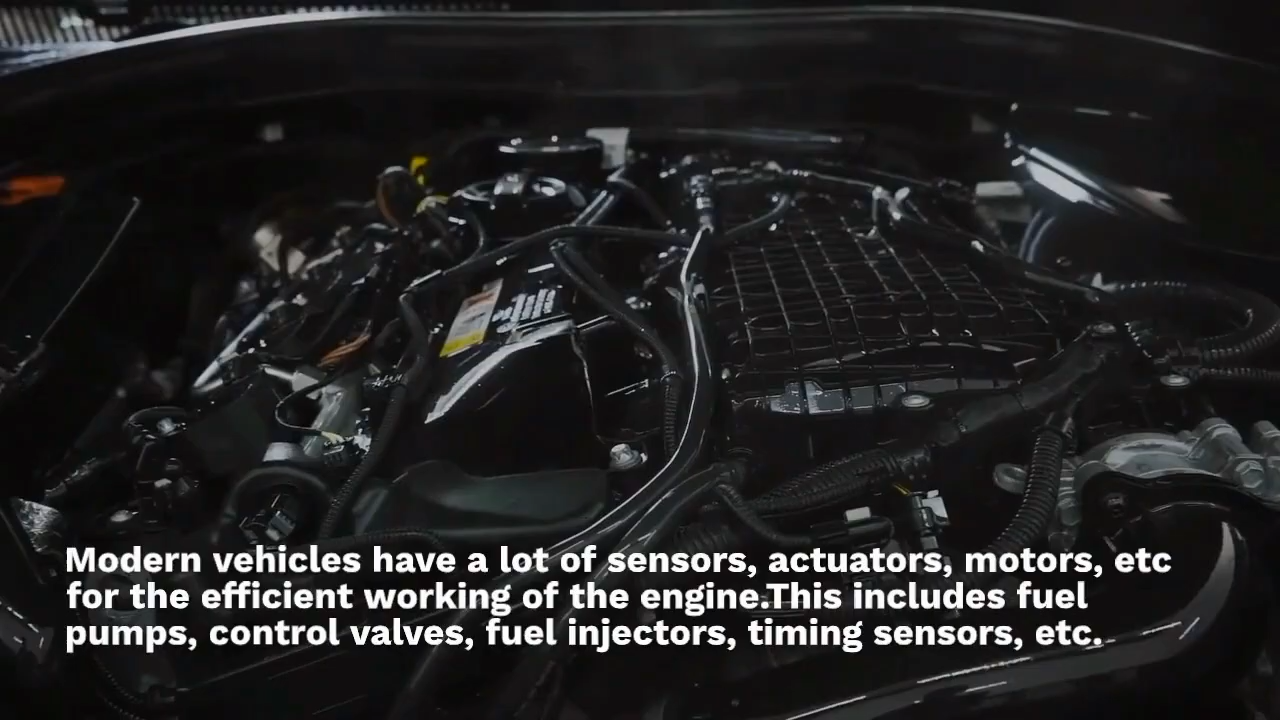 Modern vehicles have a lot of sensors, actuators, motors, etc
for the efficient working of the engine.This includes fuel
pumps, control valves, fuel injectors, timing sensors, etc.